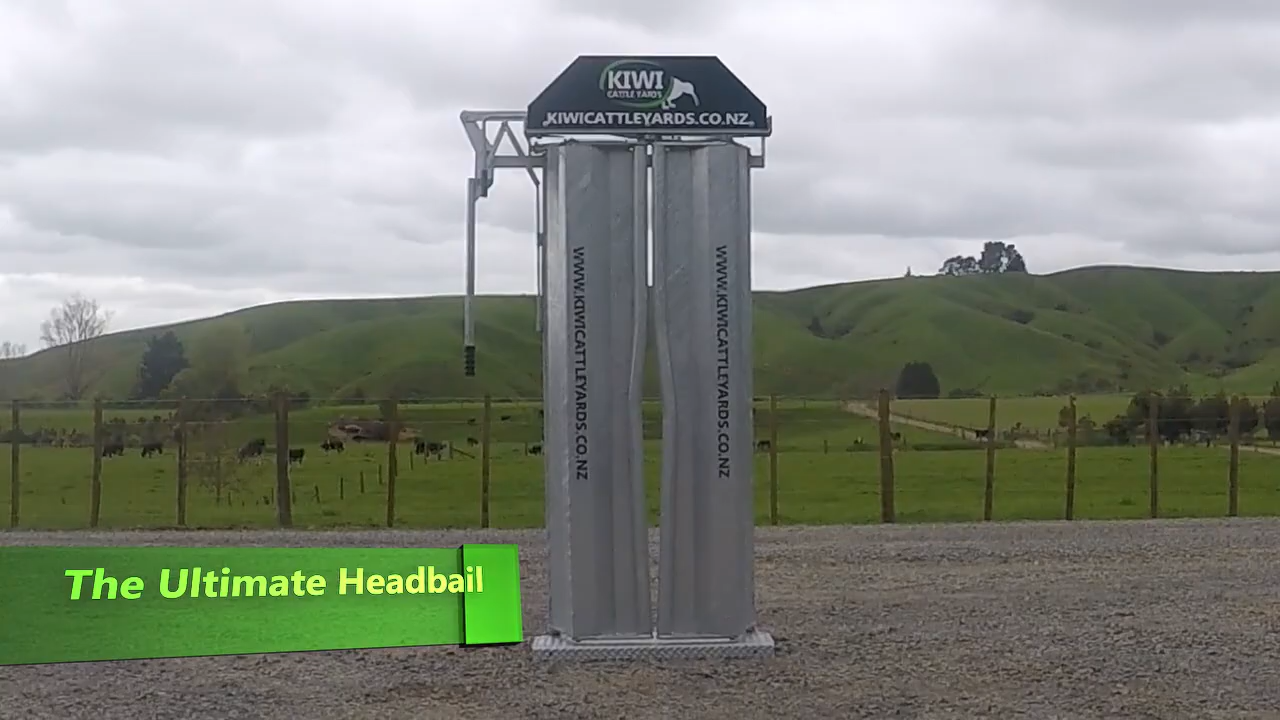 KIWI
CATTLE YARDS
KIWICATTLEYARDS.CO.NZ
WWW.KIWICATTLEYARDS.CO.NZ
WWW.KIWICATTLEYARDS.CO.NZ
The Ultimate Headbail